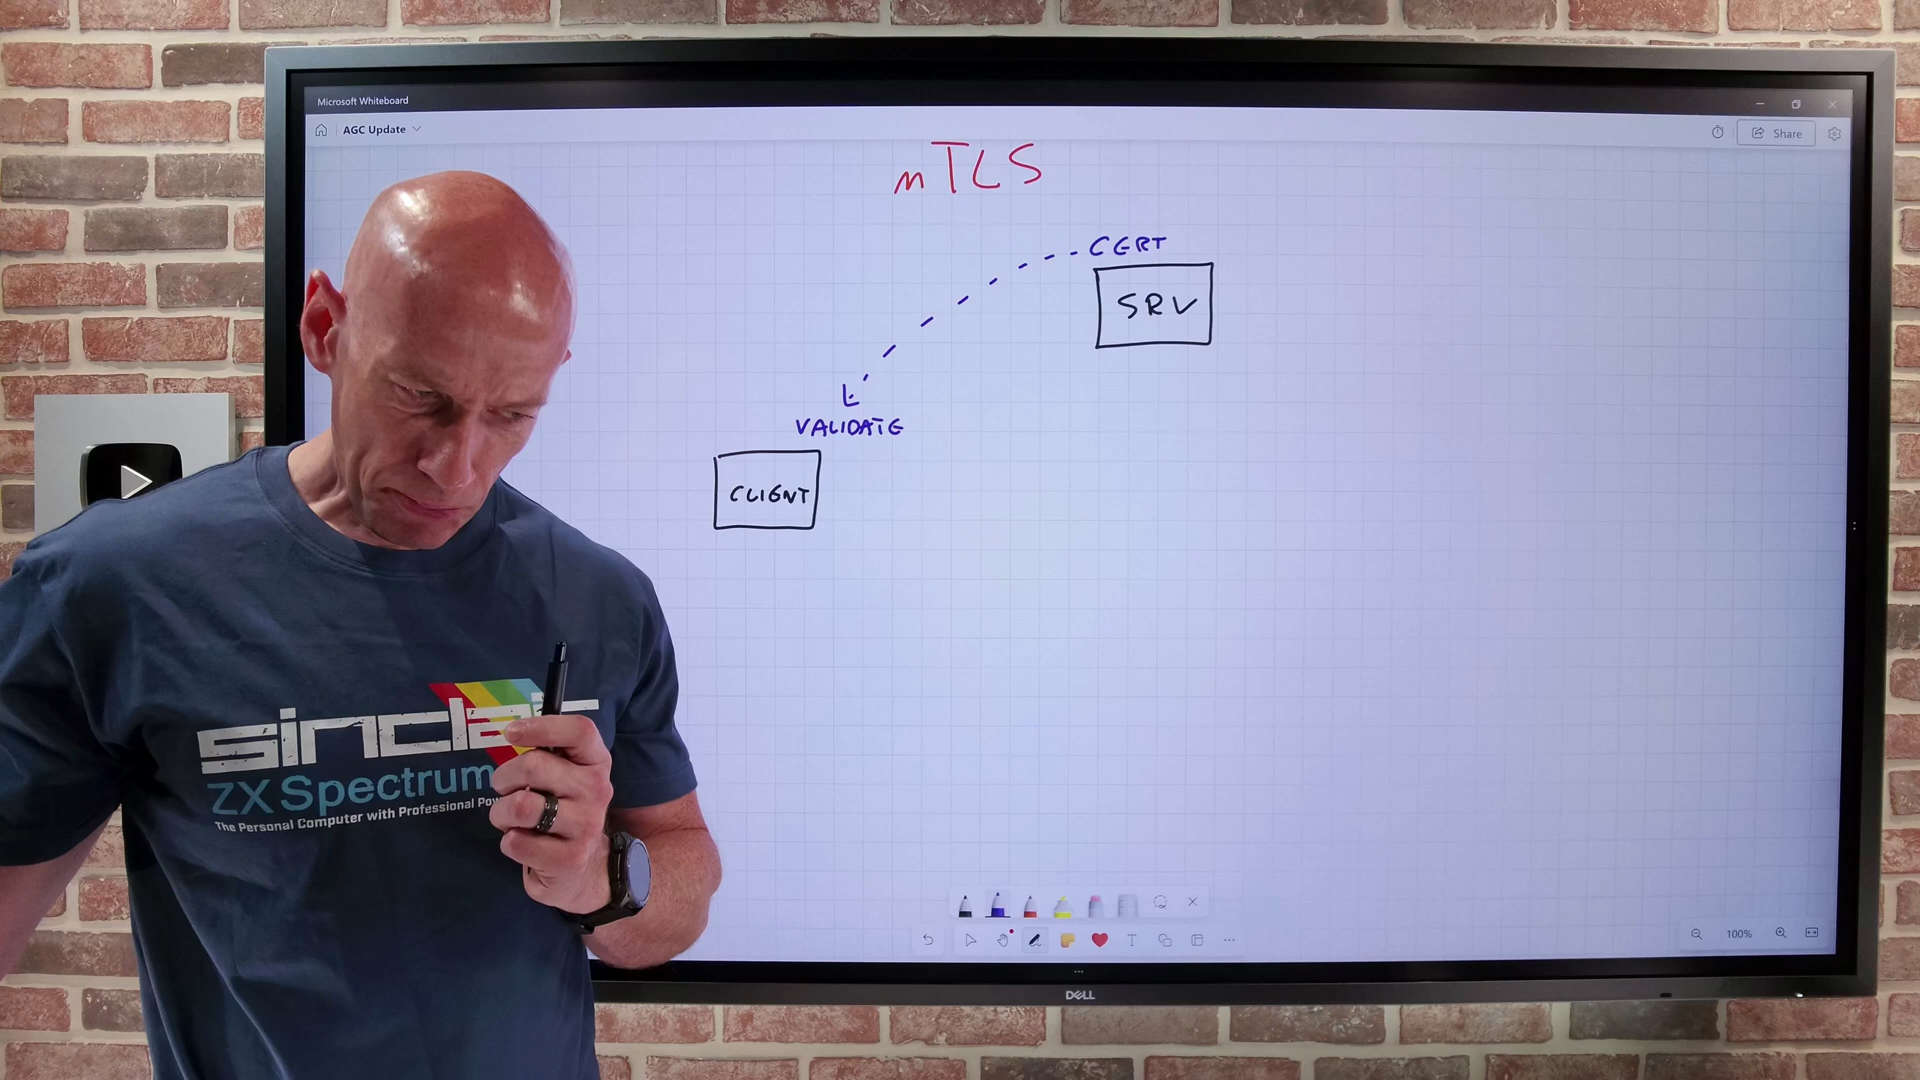 Microsoft Whiteboard
AGC Update
Share
mTLS
CERT
SRV
VALIDATE
CLIENT
sinclair
ZX Spectrum
The Personal Computer with Professional
100%
DELL